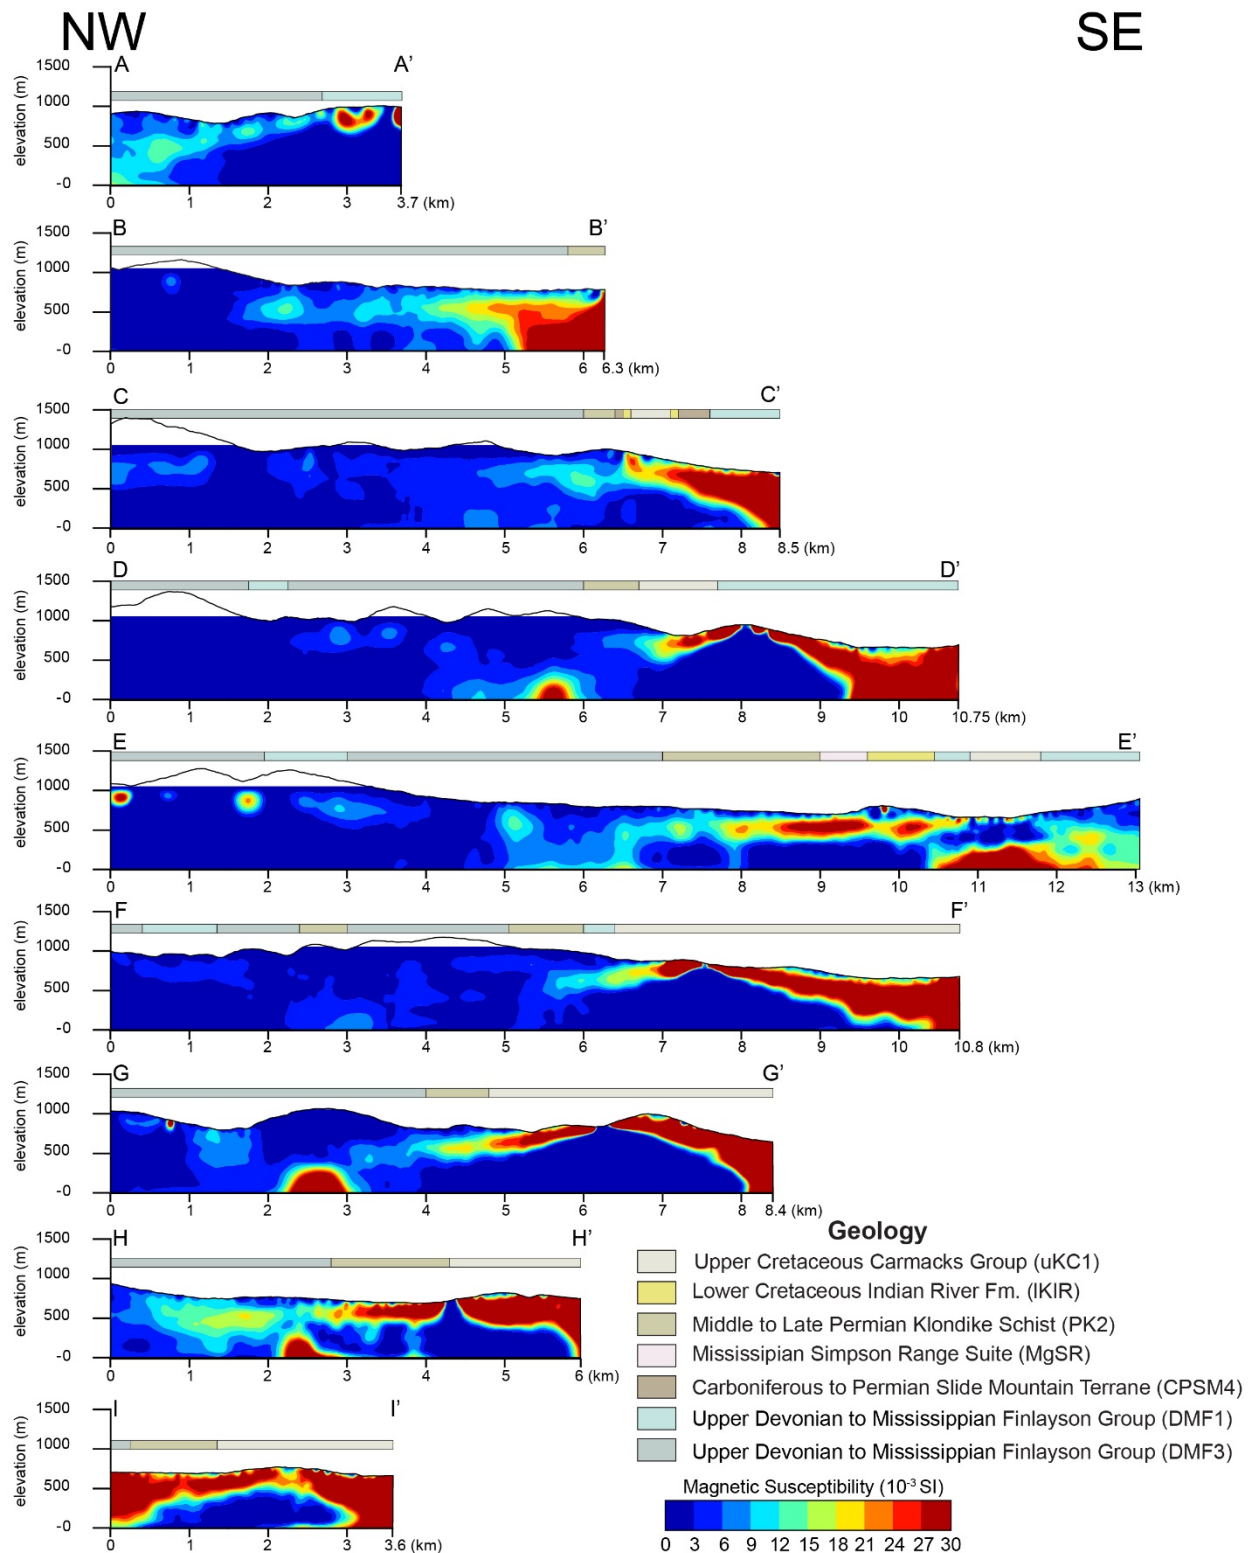 NW SE
A A'
1500
1000
500
-0
elevation (m)
0 1 2 3 3.7 (km)
B B'
1500
1000
500
-0
elevation (m)
0 1 2 3 4 5 6 6.3 (km)
C C'
1500
1000
500
-0
elevation (m)
0 1 2 3 4 5 6 7 8 8.5 (km)
D D'
1500
1000
500
-0
elevation (m)
0 1 2 3 4 5 6 7 8 9 10 10.75 (km)
E E'
1500
1000
500
-0
elevation (m)
0 1 2 3 4 5 6 7 8 9 10 11 12 13 (km)
F F'
1500
1000
500
-0
elevation (m)
0 1 2 3 4 5 6 7 8 9 10 10.8 (km)
G G'
1500
1000
500
-0
elevation (m)
0 1 2 3 4 5 6 7 8 8.4 (km)
H H'
1500
1000
500
-0
elevation (m)
0 1 2 3 4 5 6 (km)
I I'
1500
1000
500
-0
elevation (m)
0 1 2 3 3.6 (km)
Geology
Upper Cretaceous Carmacks Group (uKC1)
Lower Cretaceous Indian River Fm. (lKIR)
Middle to Late Permian Klondike Schist (PK2)
Mississipian Simpson Range Suite (MgSR)
Carboniferous to Permian Slide Mountain Terrane (CPSM4)
Upper Devonian to Mississippian Finlayson Group (DMF1)
Upper Devonian to Mississippian Finlayson Group (DMF3)
Magnetic Susceptibility (10⁻³ SI)
0 3 6 9 12 15 18 21 24 27 30